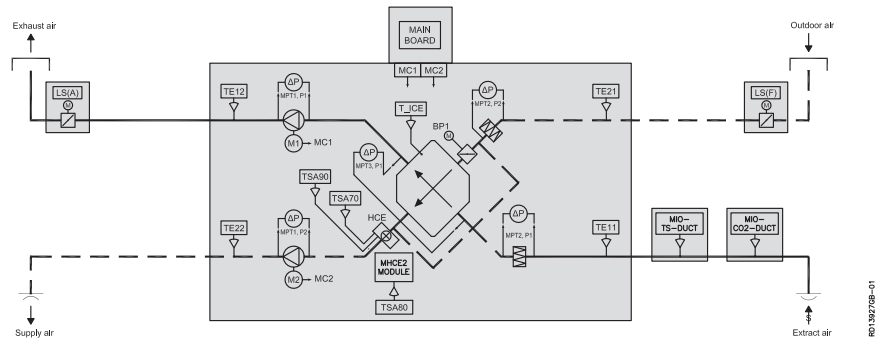 Exhaust air
Outdoor air
MAIN
BOARD
MC1
MC2
LS(A)
M
TE12
ΔP
MPT1, P1
M1
MC1
T_ICE
BP1
M
ΔP
MPT2, P2
TE21
LS(F)
M
ΔP
MPT3, P1
TSA90
TSA70
HCE
TE22
ΔP
MPT1, P2
M2
MC2
MHCE2
MODULE
TSA80
ΔP
MPT2, P1
TE11
MIO-
TS-DUCT
MIO-
CO2-DUCT
Supply air
Extract air
RD13927GB-01